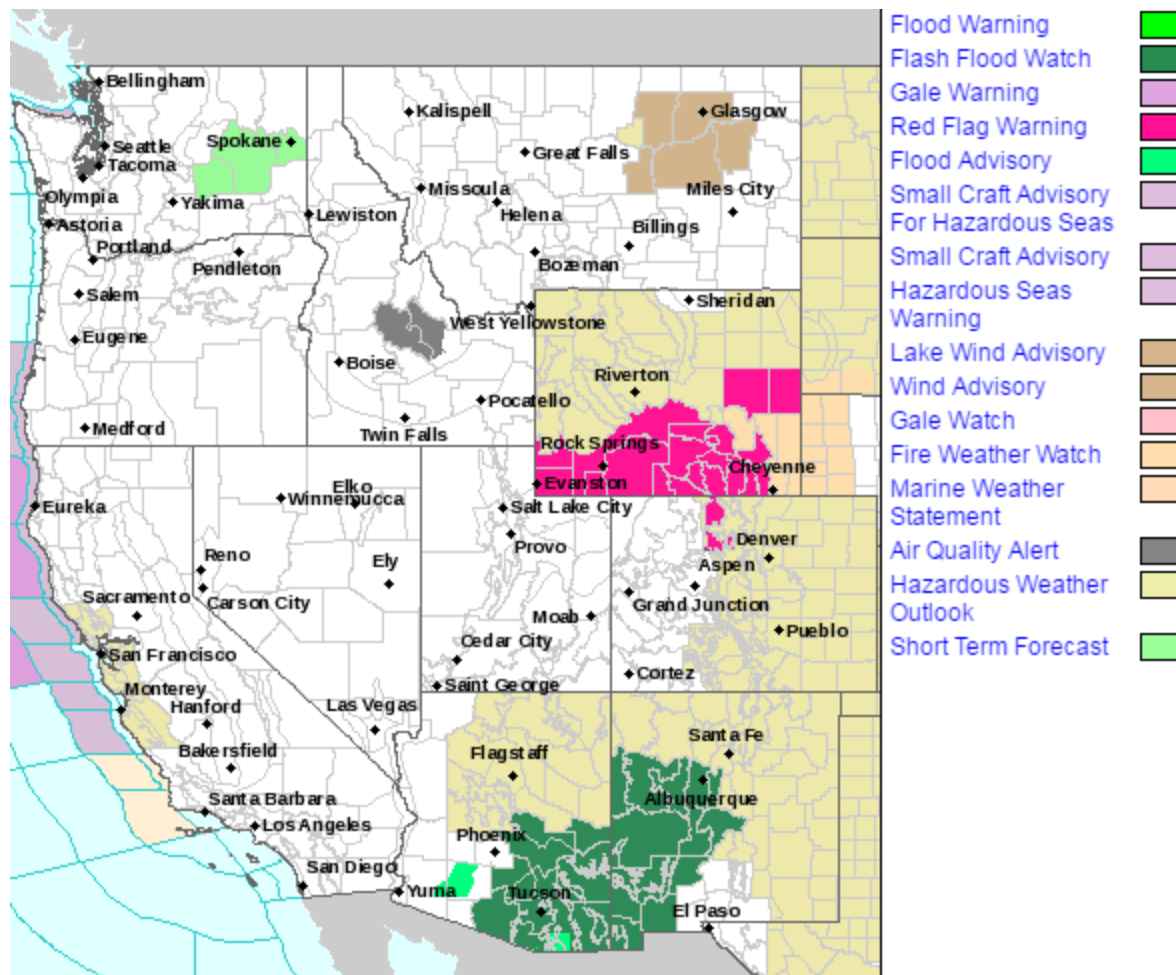 Bellingham
Seattle
Tacoma
Olympia
Astoria
Portland
Salem
Eugene
Medford
Spokane
Yakima
Pendleton
Lewiston
Kalispell
Great Falls
Glasgow
Missoula
Helena
Miles City
Billings
Bozeman
West Yellowstone
Boise
Pocatello
Twin Falls
Sheridan
Riverton
Rock Springs
Evanston
Cheyenne
Eureka
Elko
Winnemucca
Reno
Ely
Carson City
Sacramento
San Francisco
Monterey
Hanford
Bakersfield
Santa Barbara
Los Angeles
San Diego
Las Vegas
Salt Lake City
Provo
Moab
Cedar City
Saint George
Denver
Aspen
Grand Junction
Pueblo
Cortez
Flagstaff
Phoenix
Yuma
Tucson
Santa Fe
Albuquerque
El Paso
Flood Warning
Flash Flood Watch
Gale Warning
Red Flag Warning
Flood Advisory
Small Craft Advisory
For Hazardous Seas
Small Craft Advisory
Hazardous Seas
Warning
Lake Wind Advisory
Wind Advisory
Gale Watch
Fire Weather Watch
Marine Weather
Statement
Air Quality Alert
Hazardous Weather
Outlook
Short Term Forecast